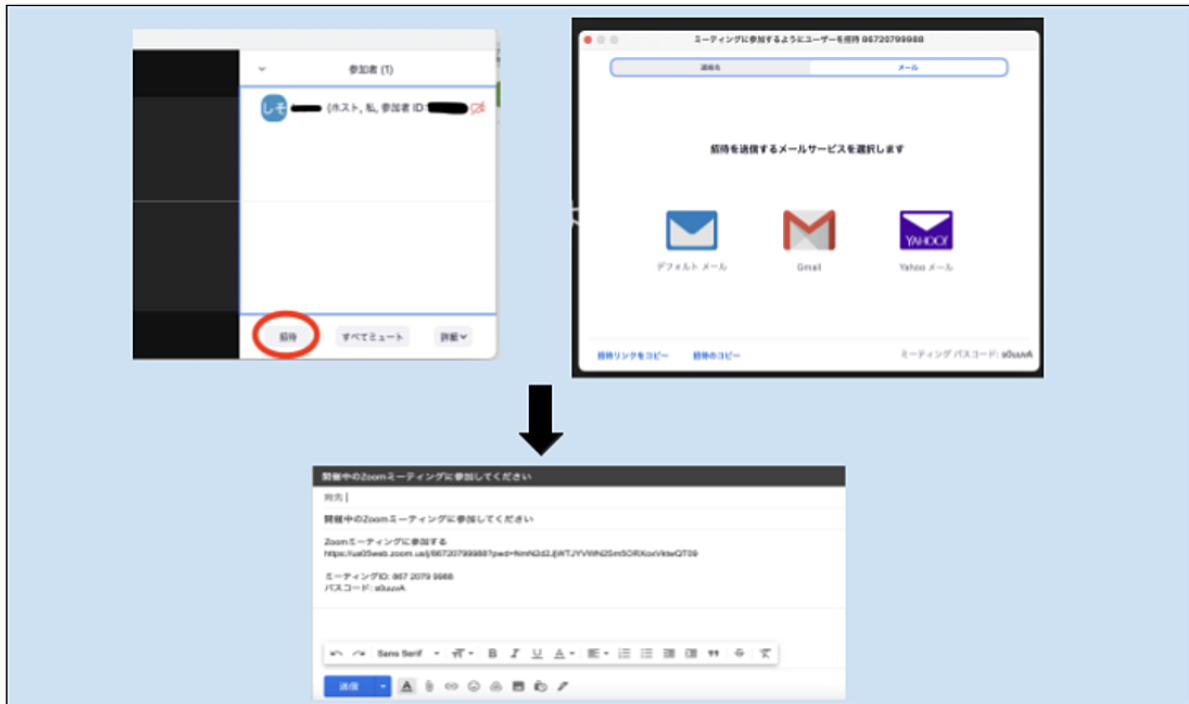 参加者 (1)
しそ
(ホスト, 私, 参加者 ID:
招待
すべてミュート
詳細
ミーティングに参加するようにユーザーを招待 86720799988
連絡先
メール
招待を送信するメールサービスを選択します
デフォルト メール
Gmail
YAHOO!
Yahoo メール
招待リンクをコピー
招待のコピー
ミーティング パスコード:
開催中のZoomミーティングに参加してください
宛先
開催中のZoomミーティングに参加してください
Zoomミーティングに参加する
ミーティングID: 867 2079 9988
パスコード:
Sans Serif
B I U A
送信
A